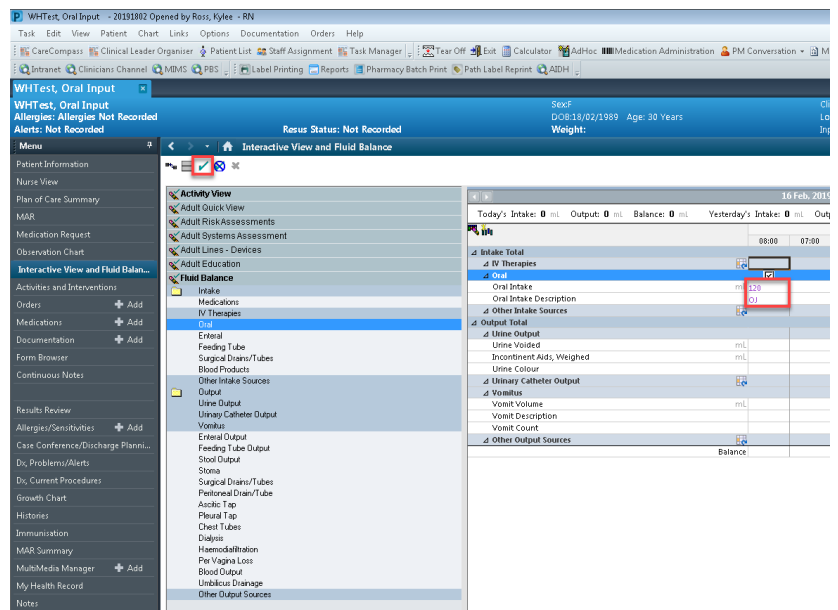 WHTest, Oral Input - 20191802 Opened by Ross, Kylee - RN
Task Edit View Patient Chart Links Options Documentation Orders Help
CareCompass Clinical Leader Organiser Patient List Staff Assignment Task Manager Tear Off Exit Calculator AdHoc Medication Administration PM Conversation M
Intranet Clinicians Channel MIMS PBS Label Printing Reports Pharmacy Batch Print Path Label Reprint AIDH
WHTest, Oral Input
WHTest, Oral Input Sex:F Cli
Allergies: Allergies Not Recorded DOB:18/02/1989 Age: 30 Years Lo
Alerts: Not Recorded Resus Status: Not Recorded Weight: Inp
Menu Interactive View and Fluid Balance
Patient Information
Nurse View
Plan of Care Summary
MAR
Medication Request
Observation Chart
Interactive View and Fluid Balan...
Activities and Interventions
Orders Add
Medications Add
Documentation Add
Form Browser
Continuous Notes
Results Review
Allergies/Sensitivities Add
Case Conference/Discharge Planni...
Dx, Problems/Alerts
Dx, Current Procedures
Growth Chart
Histories
Immunisation
MAR Summary
MultiMedia Manager Add
My Health Record
Notes
Activity View
Adult Quick View
Adult Risk Assessments
Adult Systems Assessment
Adult Lines - Devices
Adult Education
Fluid Balance
Intake
Medications
IV Therapies
Oral
Enteral
Feeding Tube
Surgical Drains/Tubes
Blood Products
Other Intake Sources
Output
Urine Output
Urinary Catheter Output
Vomitus
Enteral Output
Feeding Tube Output
Stool Output
Stoma
Surgical Drains/Tubes
Peritoneal Drain/Tube
Ascitic Tap
Pleural Tap
Chest Tubes
Dialysis
Haemodiafiltration
Per Vagina Loss
Blood Output
Umbilicus Drainage
Other Output Sources
16 Feb, 2019
Today's Intake: 0 mL Output: 0 mL Balance: 0 mL Yesterday's Intake: 0 mL Outp
08:00 07:00
Intake Total
IV Therapies
Oral
Oral Intake mL 120
Oral Intake Description OJ
Other Intake Sources
Output Total
Urine Output
Urine Voided mL
Incontinent Aids, Weighed mL
Urine Colour
Urinary Catheter Output
Vomitus
Vomit Volume mL
Vomit Description
Vomit Count
Other Output Sources
Balance